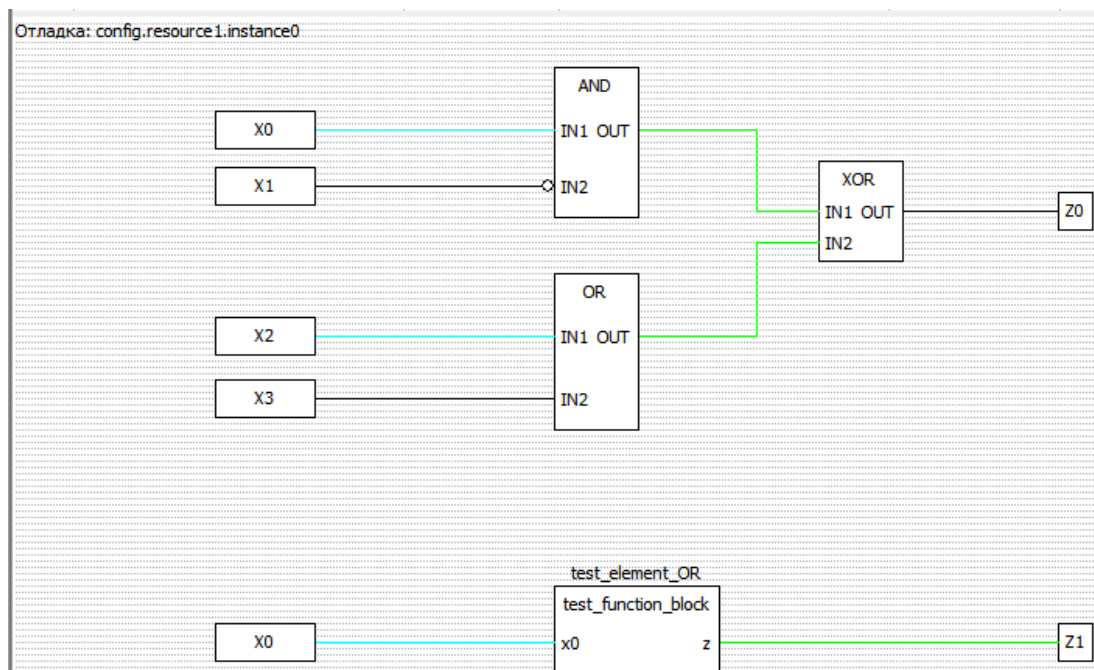 Отладка: config.resource1.instance0
AND
X0
IN1 OUT
X1
IN2
XOR
IN1 OUT
Z0
IN2
OR
X2
IN1 OUT
X3
IN2
test_element_OR
test_function_block
X0
x0 z
Z1